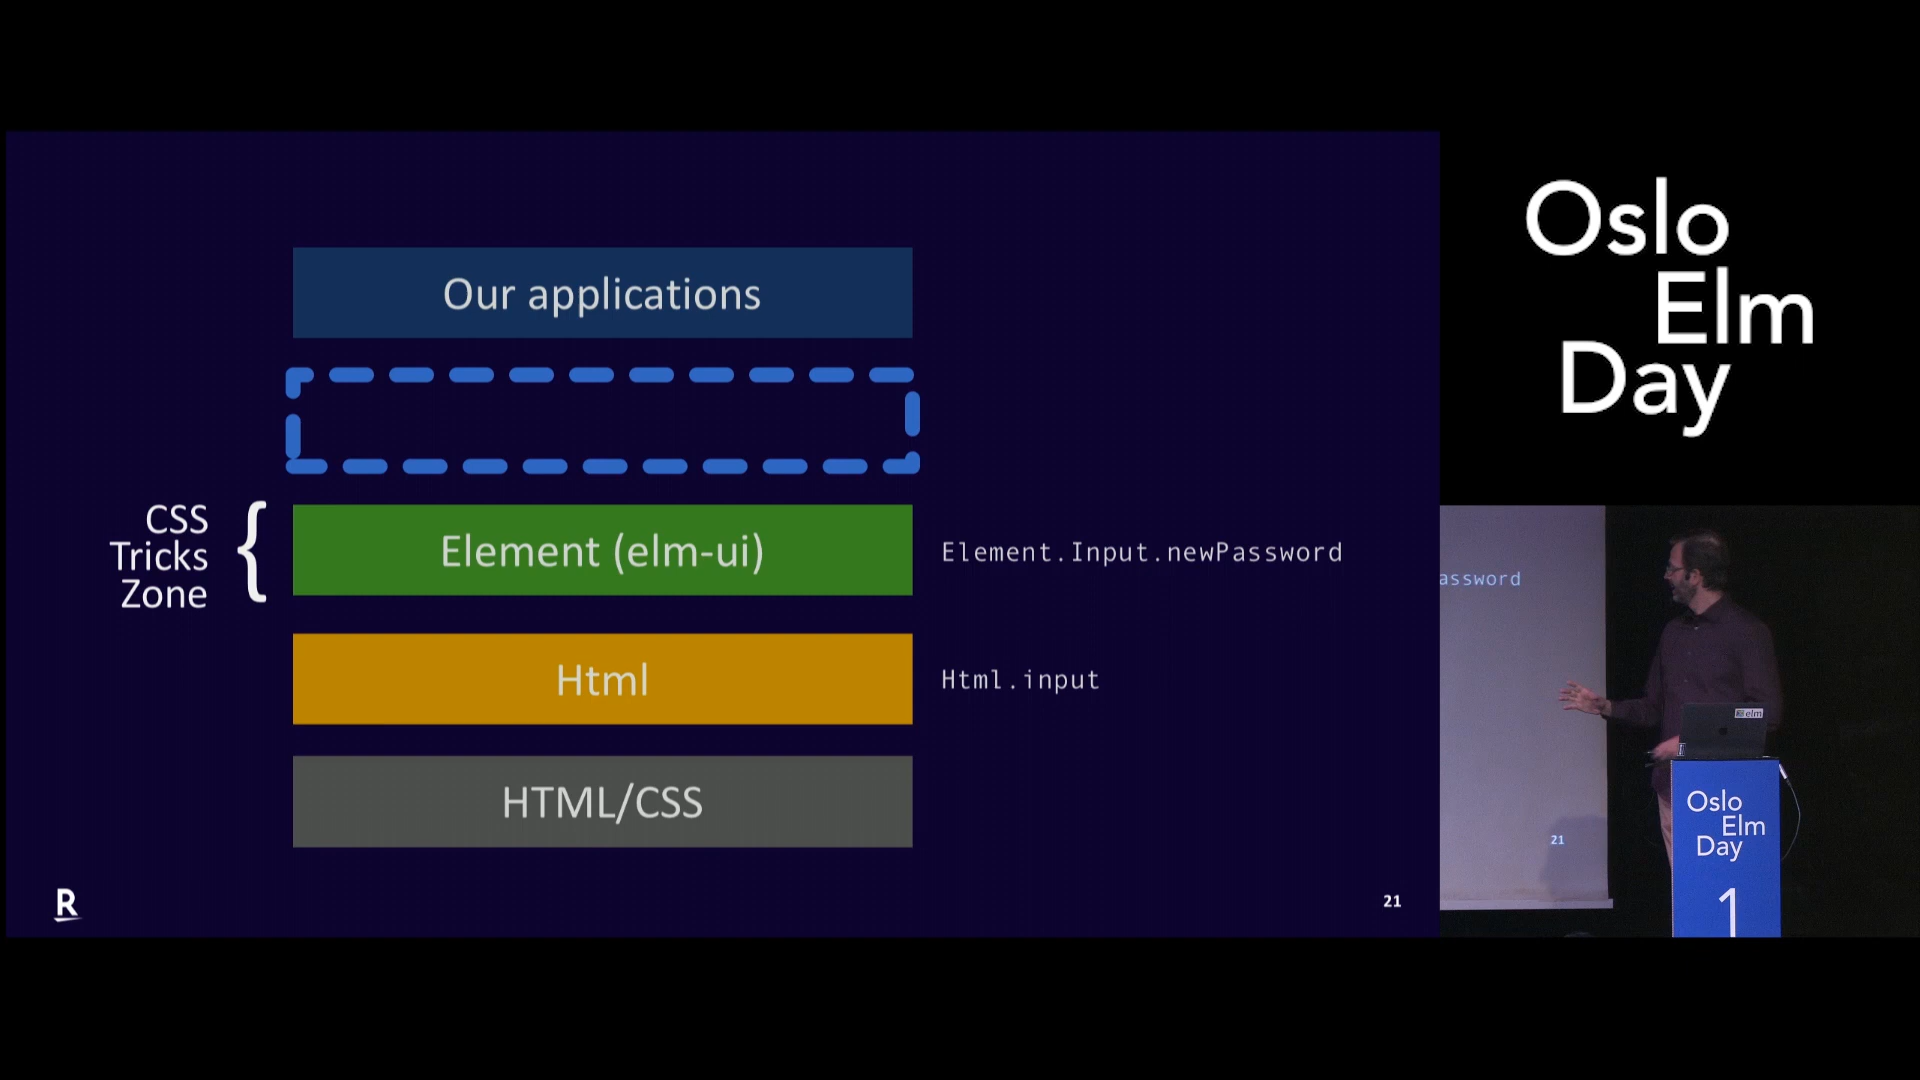 Our applications
CSS
Tricks
Zone
{
Element (elm-ui)
Element.Input.newPassword
Html
Html.input
HTML/CSS
R
21
Oslo
Elm
Day
assword
21
elm
Oslo
Elm
Day
1